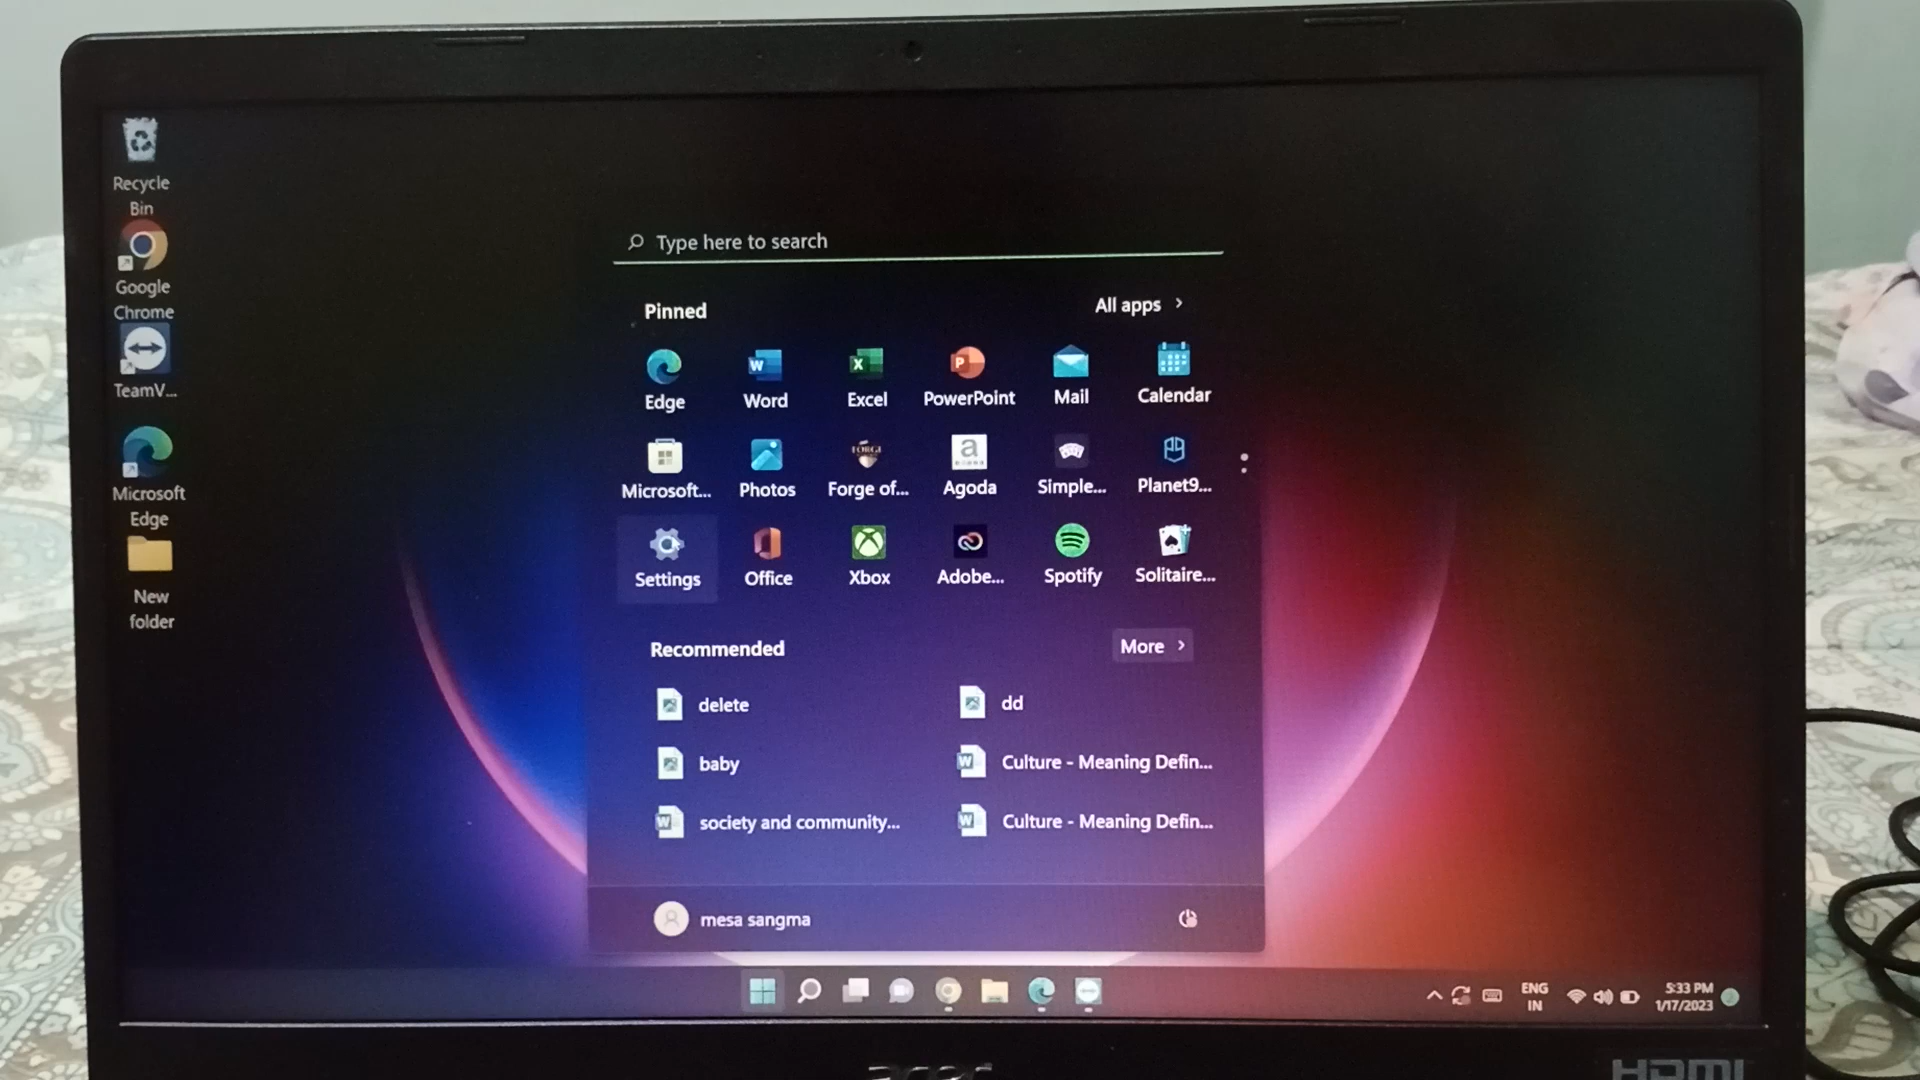 Recycle
Bin
Google
Chrome
TeamV...
Microsoft
Edge
New
folder
Type here to search
Pinned
All apps >
Edge
Word
Excel
PowerPoint
Mail
Calendar
Microsoft...
Photos
Forge of...
Agoda
Simple...
Planet9...
Settings
Office
Xbox
Adobe...
Spotify
Solitaire...
Recommended
More >
delete
dd
baby
Culture - Meaning Defin...
society and community...
Culture - Meaning Defin...
mesa sangma
ENG
IN
5:33 PM
1/17/2023
acer
HDMI